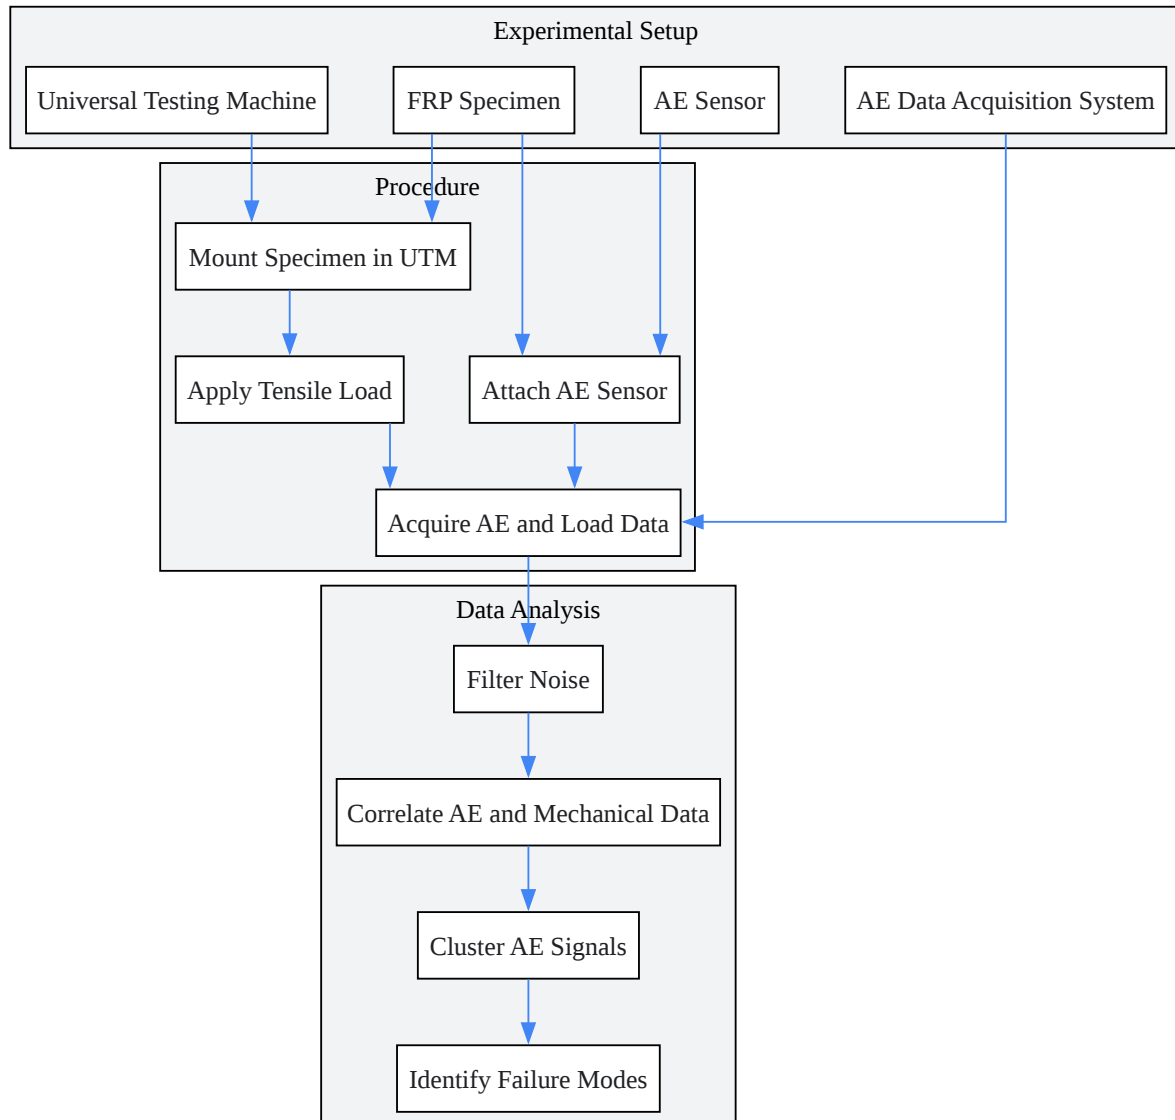 Experimental Setup
Universal Testing Machine
FRP Specimen
AE Sensor
AE Data Acquisition System
Procedure
Mount Specimen in UTM
Apply Tensile Load
Attach AE Sensor
Acquire AE and Load Data
Data Analysis
Filter Noise
Correlate AE and Mechanical Data
Cluster AE Signals
Identify Failure Modes